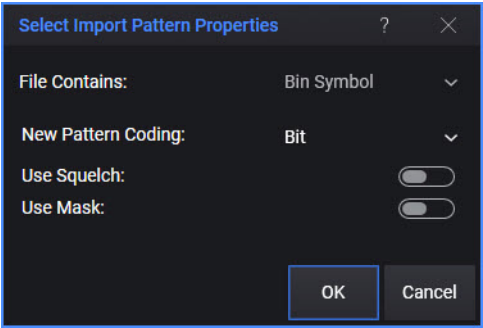 Select Import Pattern Properties ?
File Contains: Bin Symbol
New Pattern Coding: Bit
Use Squelch:
Use Mask:
OK Cancel